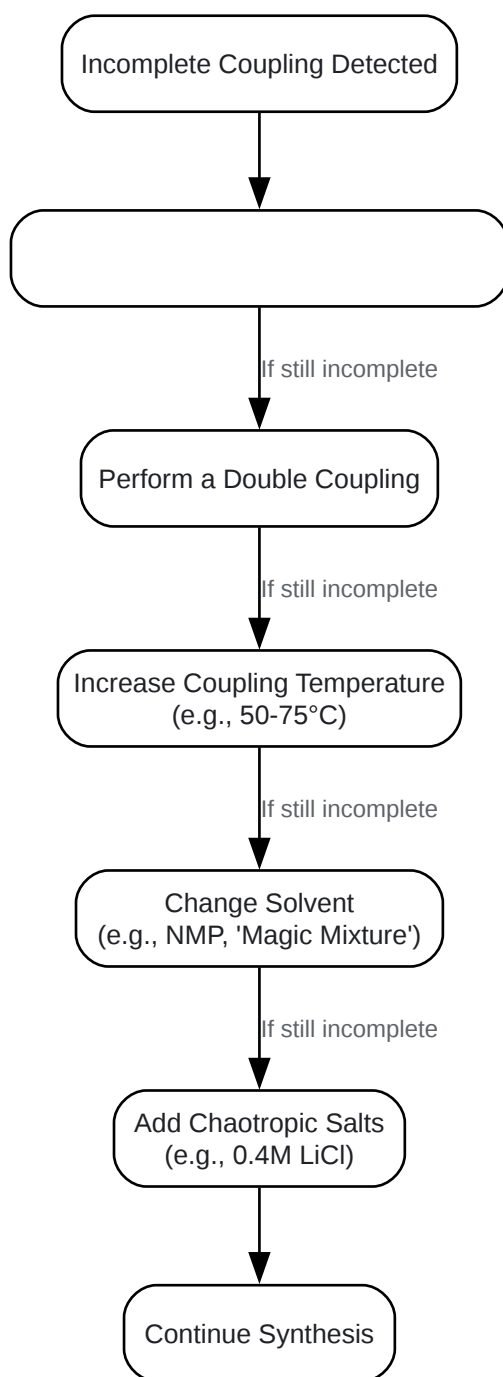 Incomplete Coupling Detected
If still incomplete
Perform a Double Coupling
If still incomplete
Increase Coupling Temperature
(e.g., 50-75°C)
If still incomplete
Change Solvent
(e.g., NMP, 'Magic Mixture')
If still incomplete
Add Chaotropic Salts
(e.g., 0.4M LiCl)
Continue Synthesis